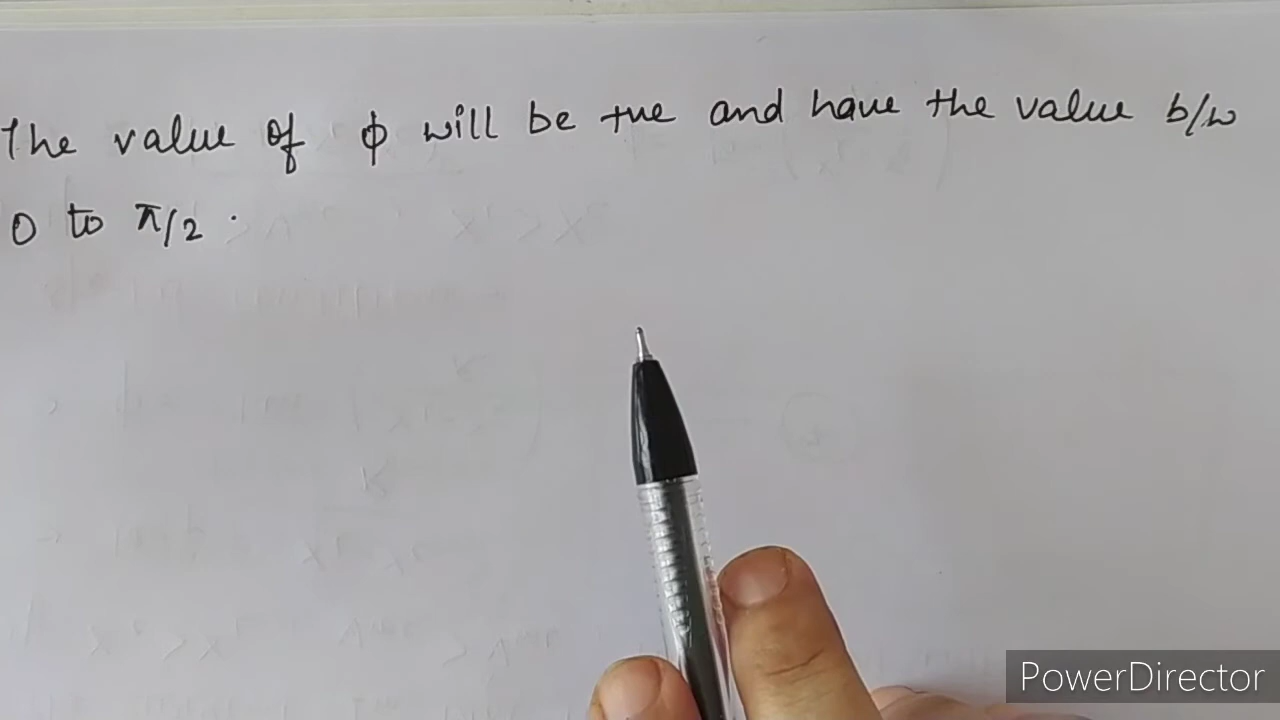 The value of ϕ will be +ve and have the value b/w
0 to π/2.
PowerDirector